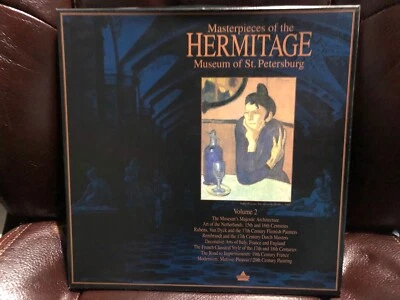 Masterpieces of the
HERMITAGE
Museum of St. Petersburg
Volume 2
The Museum's Majestic Architecture
Art of the Netherlands: 15th and 16th Centuries
Rubens, Van Dyck and the 17th Century Flemish Painters
Rembrandt and the 17th Century Dutch Masters
Decorative Arts of Italy, France and England
The French Classical Style of the 17th and 18th Centuries
The Road to Impressionism: 19th Century France
Modernism: Matisse Picasso / 20th Century Painting